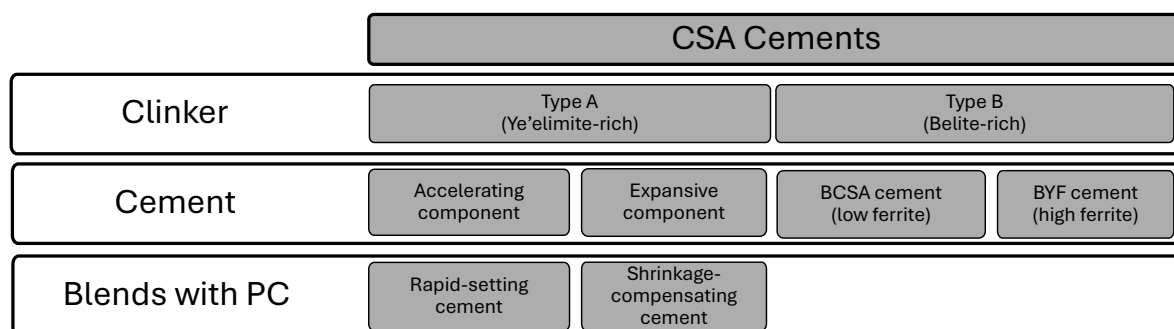 CSA Cements
Clinker
Type A
(Ye'elimite-rich)
Type B
(Belite-rich)
Cement
Accelerating
component
Expansive
component
BCSA cement
(low ferrite)
BYF cement
(high ferrite)
Blends with PC
Rapid-setting
cement
Shrinkage-
compensating
cement